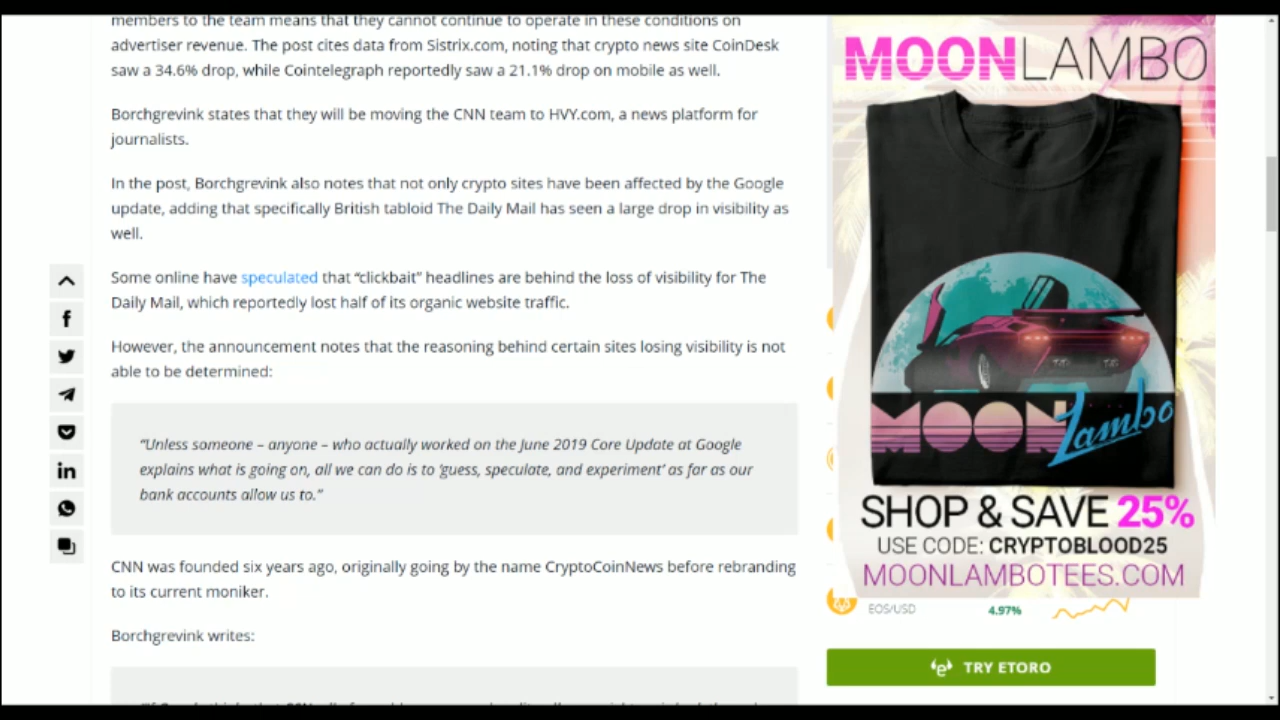 members to the team means that they cannot continue to operate in these conditions on
advertiser revenue. The post cites data from Sistrix.com, noting that crypto news site CoinDesk
saw a 34.6% drop, while Cointelegraph reportedly saw a 21.1% drop on mobile as well.
Borchgrevink states that they will be moving the CNN team to HVY.com, a news platform for
journalists.
In the post, Borchgrevink also notes that not only crypto sites have been affected by the Google
update, adding that specifically British tabloid The Daily Mail has seen a large drop in visibility as
well.
Some online have speculated that “clickbait” headlines are behind the loss of visibility for The
Daily Mail, which reportedly lost half of its organic website traffic.
However, the announcement notes that the reasoning behind certain sites losing visibility is not
able to be determined:
“Unless someone – anyone – who actually worked on the June 2019 Core Update at Google
explains what is going on, all we can do is to ‘guess, speculate, and experiment’ as far as our
bank accounts allow us to.”
CNN was founded six years ago, originally going by the name CryptoCoinNews before rebranding
to its current moniker.
Borchgrevink writes:
MOONLAMBO
MOON Lambo
SHOP & SAVE 25%
USE CODE: CRYPTOBLOOD25
MOONLAMBOTEES.COM
EOS/USD
4.97%
TRY ETORO